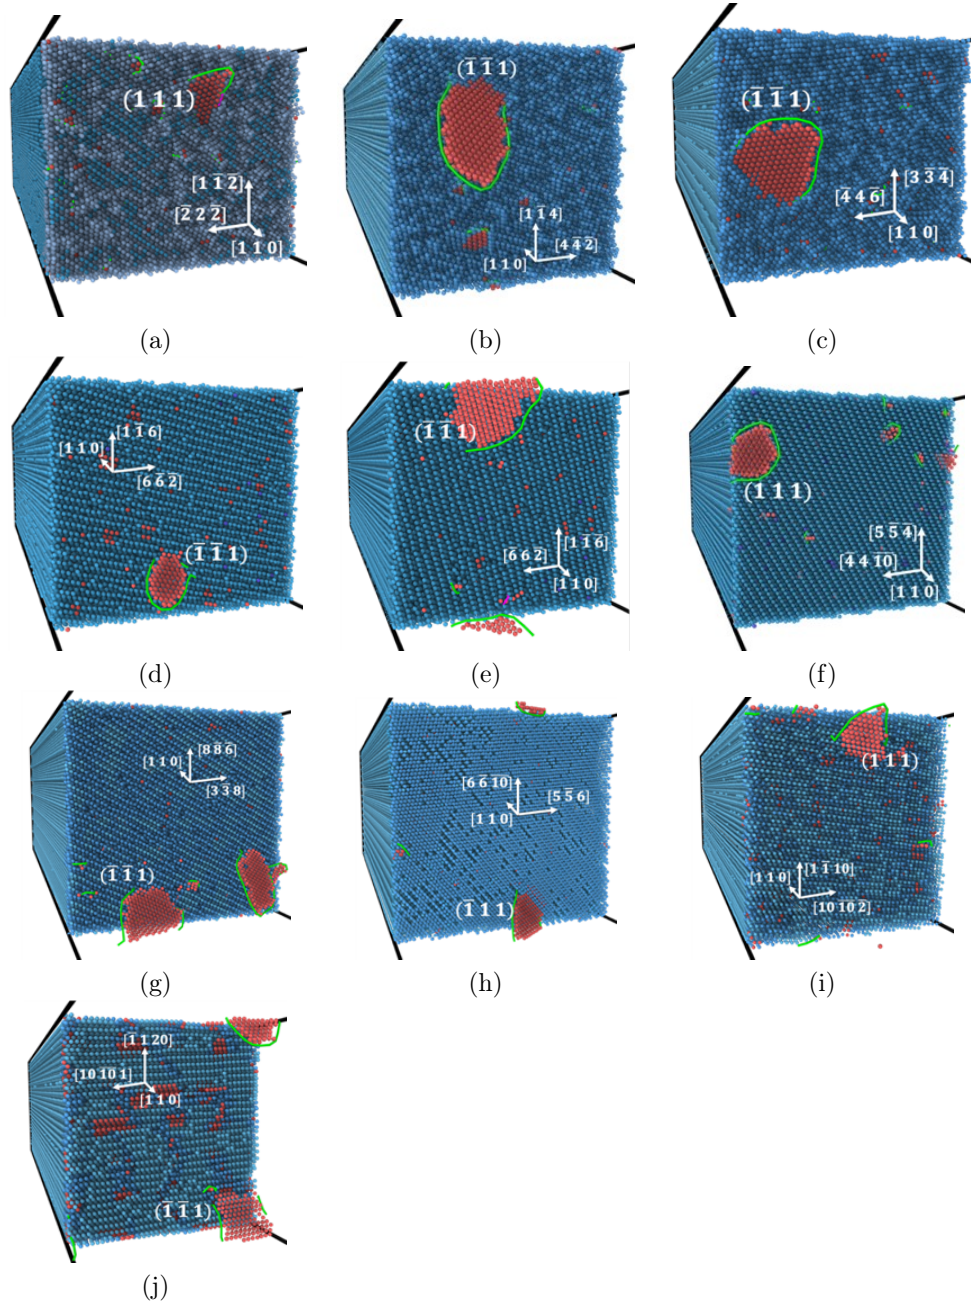 (1 1 1)
[1 1̄ 2̄]
[2̄ 2 2̄]
[1 1 0]
(a)
(1̄ 1̄ 1)
[1 1̄ 4]
[1 1 0]
[4 4̄ 2̄]
(b)
(1̄ 1̄ 1)
[3 3̄ 4̄]
[4̄ 4 6̄]
[1 1 0]
(c)
[1 1̄ 6]
[1 1 0]
[6 6̄ 2̄]
(1̄ 1̄ 1)
(d)
(1̄ 1̄ 1)
[1 1̄ 6̄]
[6̄ 6 2̄]
[1 1 0]
(e)
(1 1 1)
[5 5̄ 4̄]
[4̄ 4 1̄0̄]
[1 1 0]
(f)
[8 8 6̄]
[1 1 0]
[3 3̄ 8]
(1̄ 1̄ 1)
(g)
[6 6̄ 10]
[1 1 0]
[5 5̄ 6]
(1̄ 1 1)
(h)
(1 1 1)
[1 1̄ 10]
[1 1 0]
[10 10 2]
(i)
[1̄ 1 20]
[10 10 1]
[1 1 0]
(1̄ 1̄ 1)
(j)